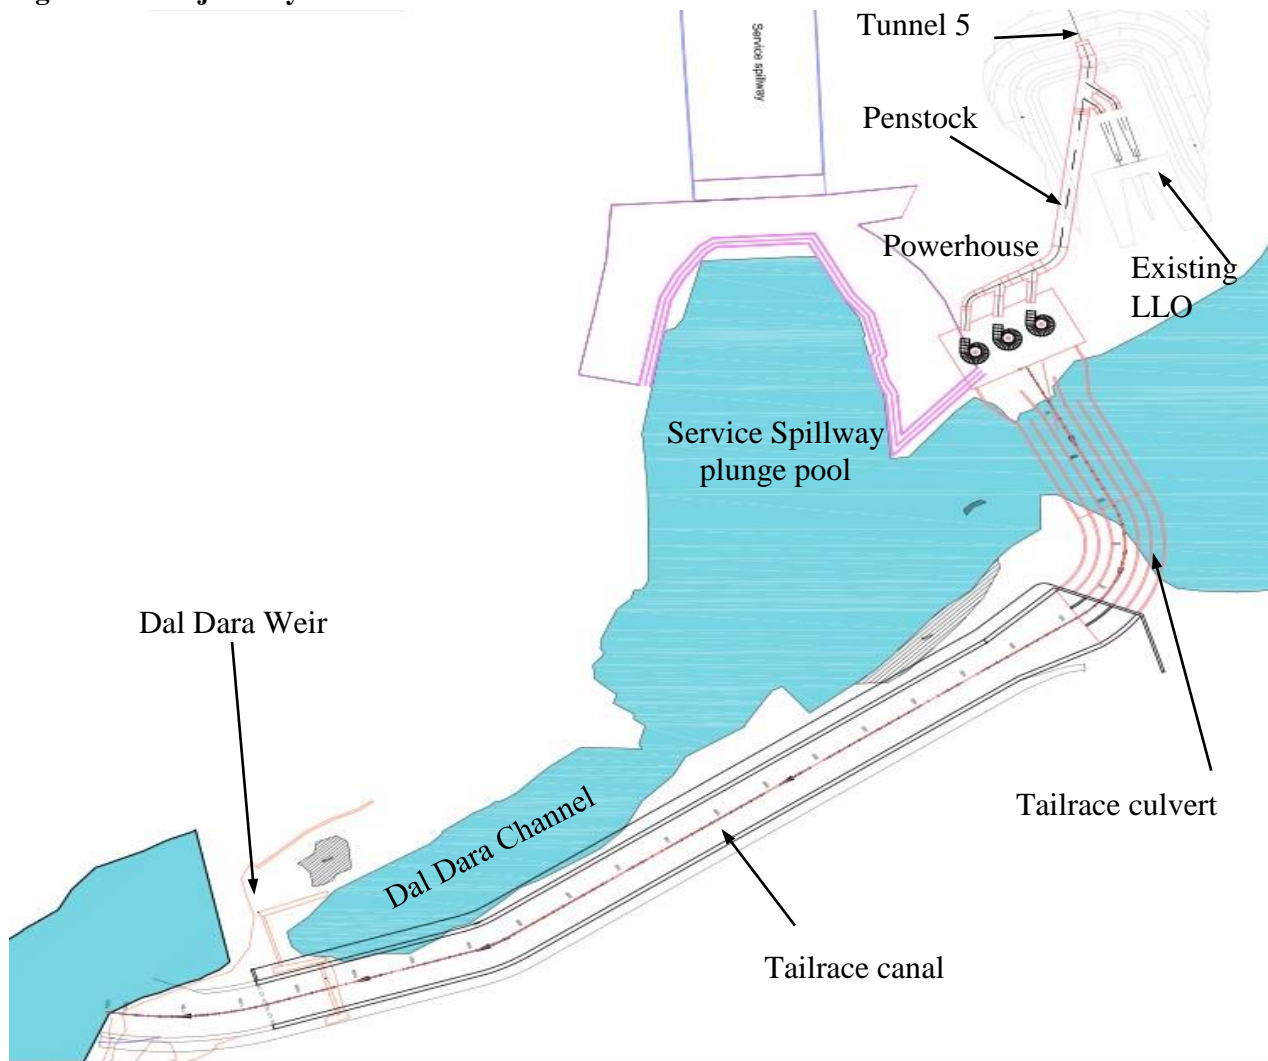 Tunnel 5
Service spillway
Penstock
Powerhouse
Existing
LLO
Service Spillway
plunge pool
Dal Dara Weir
Tailrace culvert
Dal Dara Channel
Tailrace canal